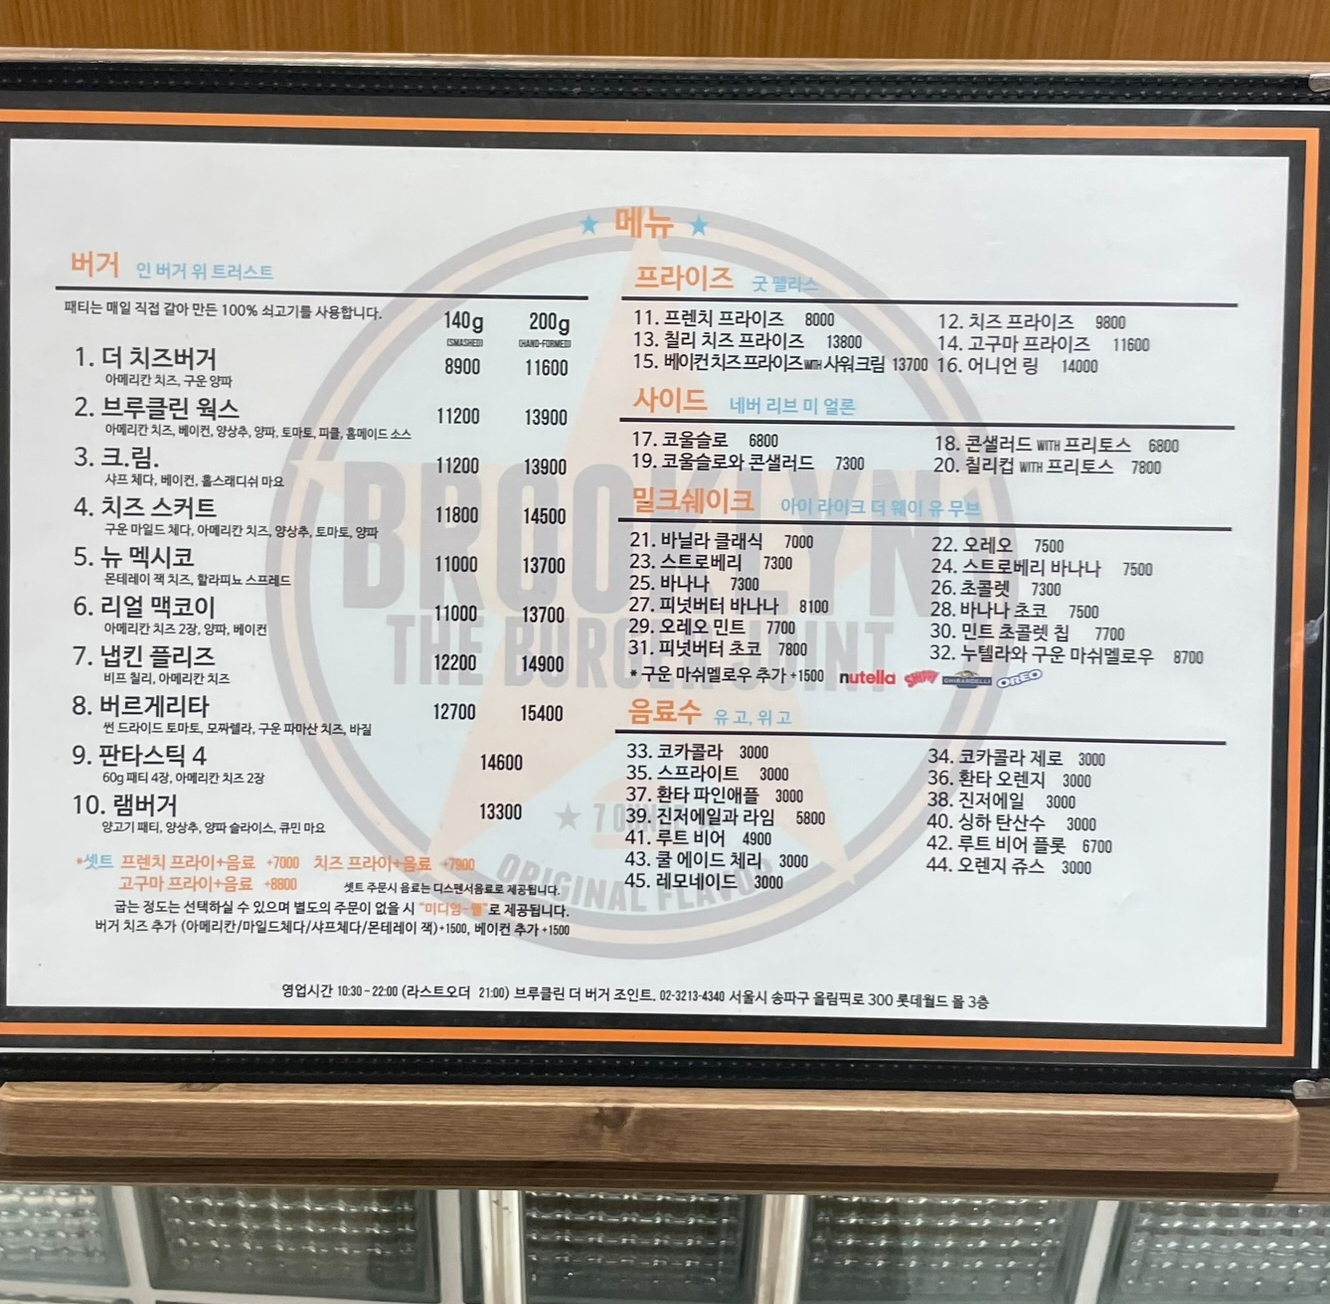 ★ 메뉴 ★
버거 인 버거 위 트러스트
패티는 매일 직접 갈아 만든 100% 쇠고기를 사용합니다.
140g 200g
(SMASHED) (HAND-FORMED)
1. 더 치즈버거 8900 11600
아메리칸 치즈, 구운 양파
2. 브루클린 웍스 11200 13900
아메리칸 치즈, 베이컨, 양상추, 양파, 토마토, 피클, 홈메이드 소스
3. 크.림. 11200 13900
샤프 체다, 베이컨, 홀스래디쉬 마요
4. 치즈 스커트 11800 14500
구운 마일드 체다, 아메리칸 치즈, 양상추, 토마토, 양파
5. 뉴 멕시코 11000 13700
몬테레이 잭 치즈, 할라피뇨 스프레드
6. 리얼 맥코이 11000 13700
아메리칸 치즈 2장, 양파, 베이컨
7. 냅킨 플리즈 12200 14900
비프 칠리, 아메리칸 치즈
8. 버르게리타 12700 15400
썬 드라이드 토마토, 모짜렐라, 구운 파마산 치즈, 바질
9. 판타스틱 4 14600
60g 패티 4장, 아메리칸 치즈 2장
10. 램버거 13300
양고기 패티, 양상추, 양파 슬라이스, 큐민 마요
*셋트 프렌치 프라이+음료 +7000 치즈 프라이+음료 +7900
고구마 프라이+음료 +8800 셋트 주문시 음료는 디스펜서음료로 제공됩니다.
굽는 정도는 선택하실 수 있으며 별도의 주문이 없을 시 "미디엄-웰"로 제공됩니다.
버거 치즈 추가 (아메리칸/마일드체다/샤프체다/몬테레이 잭)+1500, 베이컨 추가 +1500
프라이즈 굿 펠라스
11. 프렌치 프라이즈 8000 12. 치즈 프라이즈 9800
13. 칠리 치즈 프라이즈 13800 14. 고구마 프라이즈 11600
15. 베이컨 치즈 프라이즈 WITH 사워크림 13700 16. 어니언 링 14000
사이드 네버 리브 미 얼론
17. 코울슬로 6800 18. 콘샐러드 WITH 프리토스 6800
19. 코울슬로와 콘샐러드 7300 20. 칠리컵 WITH 프리토스 7800
밀크쉐이크 아이 라이크 더 웨이 유 무브
21. 바닐라 클래식 7000 22. 오레오 7500
23. 스트로베리 7300 24. 스트로베리 바나나 7500
25. 바나나 7300 26. 초콜렛 7300
27. 피넛버터 바나나 8100 28. 바나나 초코 7500
29. 오레오 민트 7700 30. 민트 초콜렛 칩 7700
31. 피넛버터 초코 7800 32. 누텔라와 구운 마쉬멜로우 8700
* 구운 마쉬멜로우 추가 +1500 nutella SKIPPY GHIRARDELLI OREO
음료수 유 고, 위 고
33. 코카콜라 3000 34. 코카콜라 제로 3000
35. 스프라이트 3000 36. 환타 오렌지 3000
37. 환타 파인애플 3000 38. 진저에일 3000
39. 진저에일과 라임 5800 40. 싱하 탄산수 3000
41. 루트 비어 4900 42. 루트 비어 플롯 6700
43. 쿨 에이드 체리 3000 44. 오렌지 쥬스 3000
45. 레모네이드 3000
BROOKLYN
THE BURGER JOINT
★ 7 OUNCE
ORIGINAL FLAVOR
영업시간 10:30 - 22:00 (라스트오더 21:00) 브루클린 더 버거 조인트. 02-3213-4340 서울시 송파구 올림픽로 300 롯데월드 몰 3층